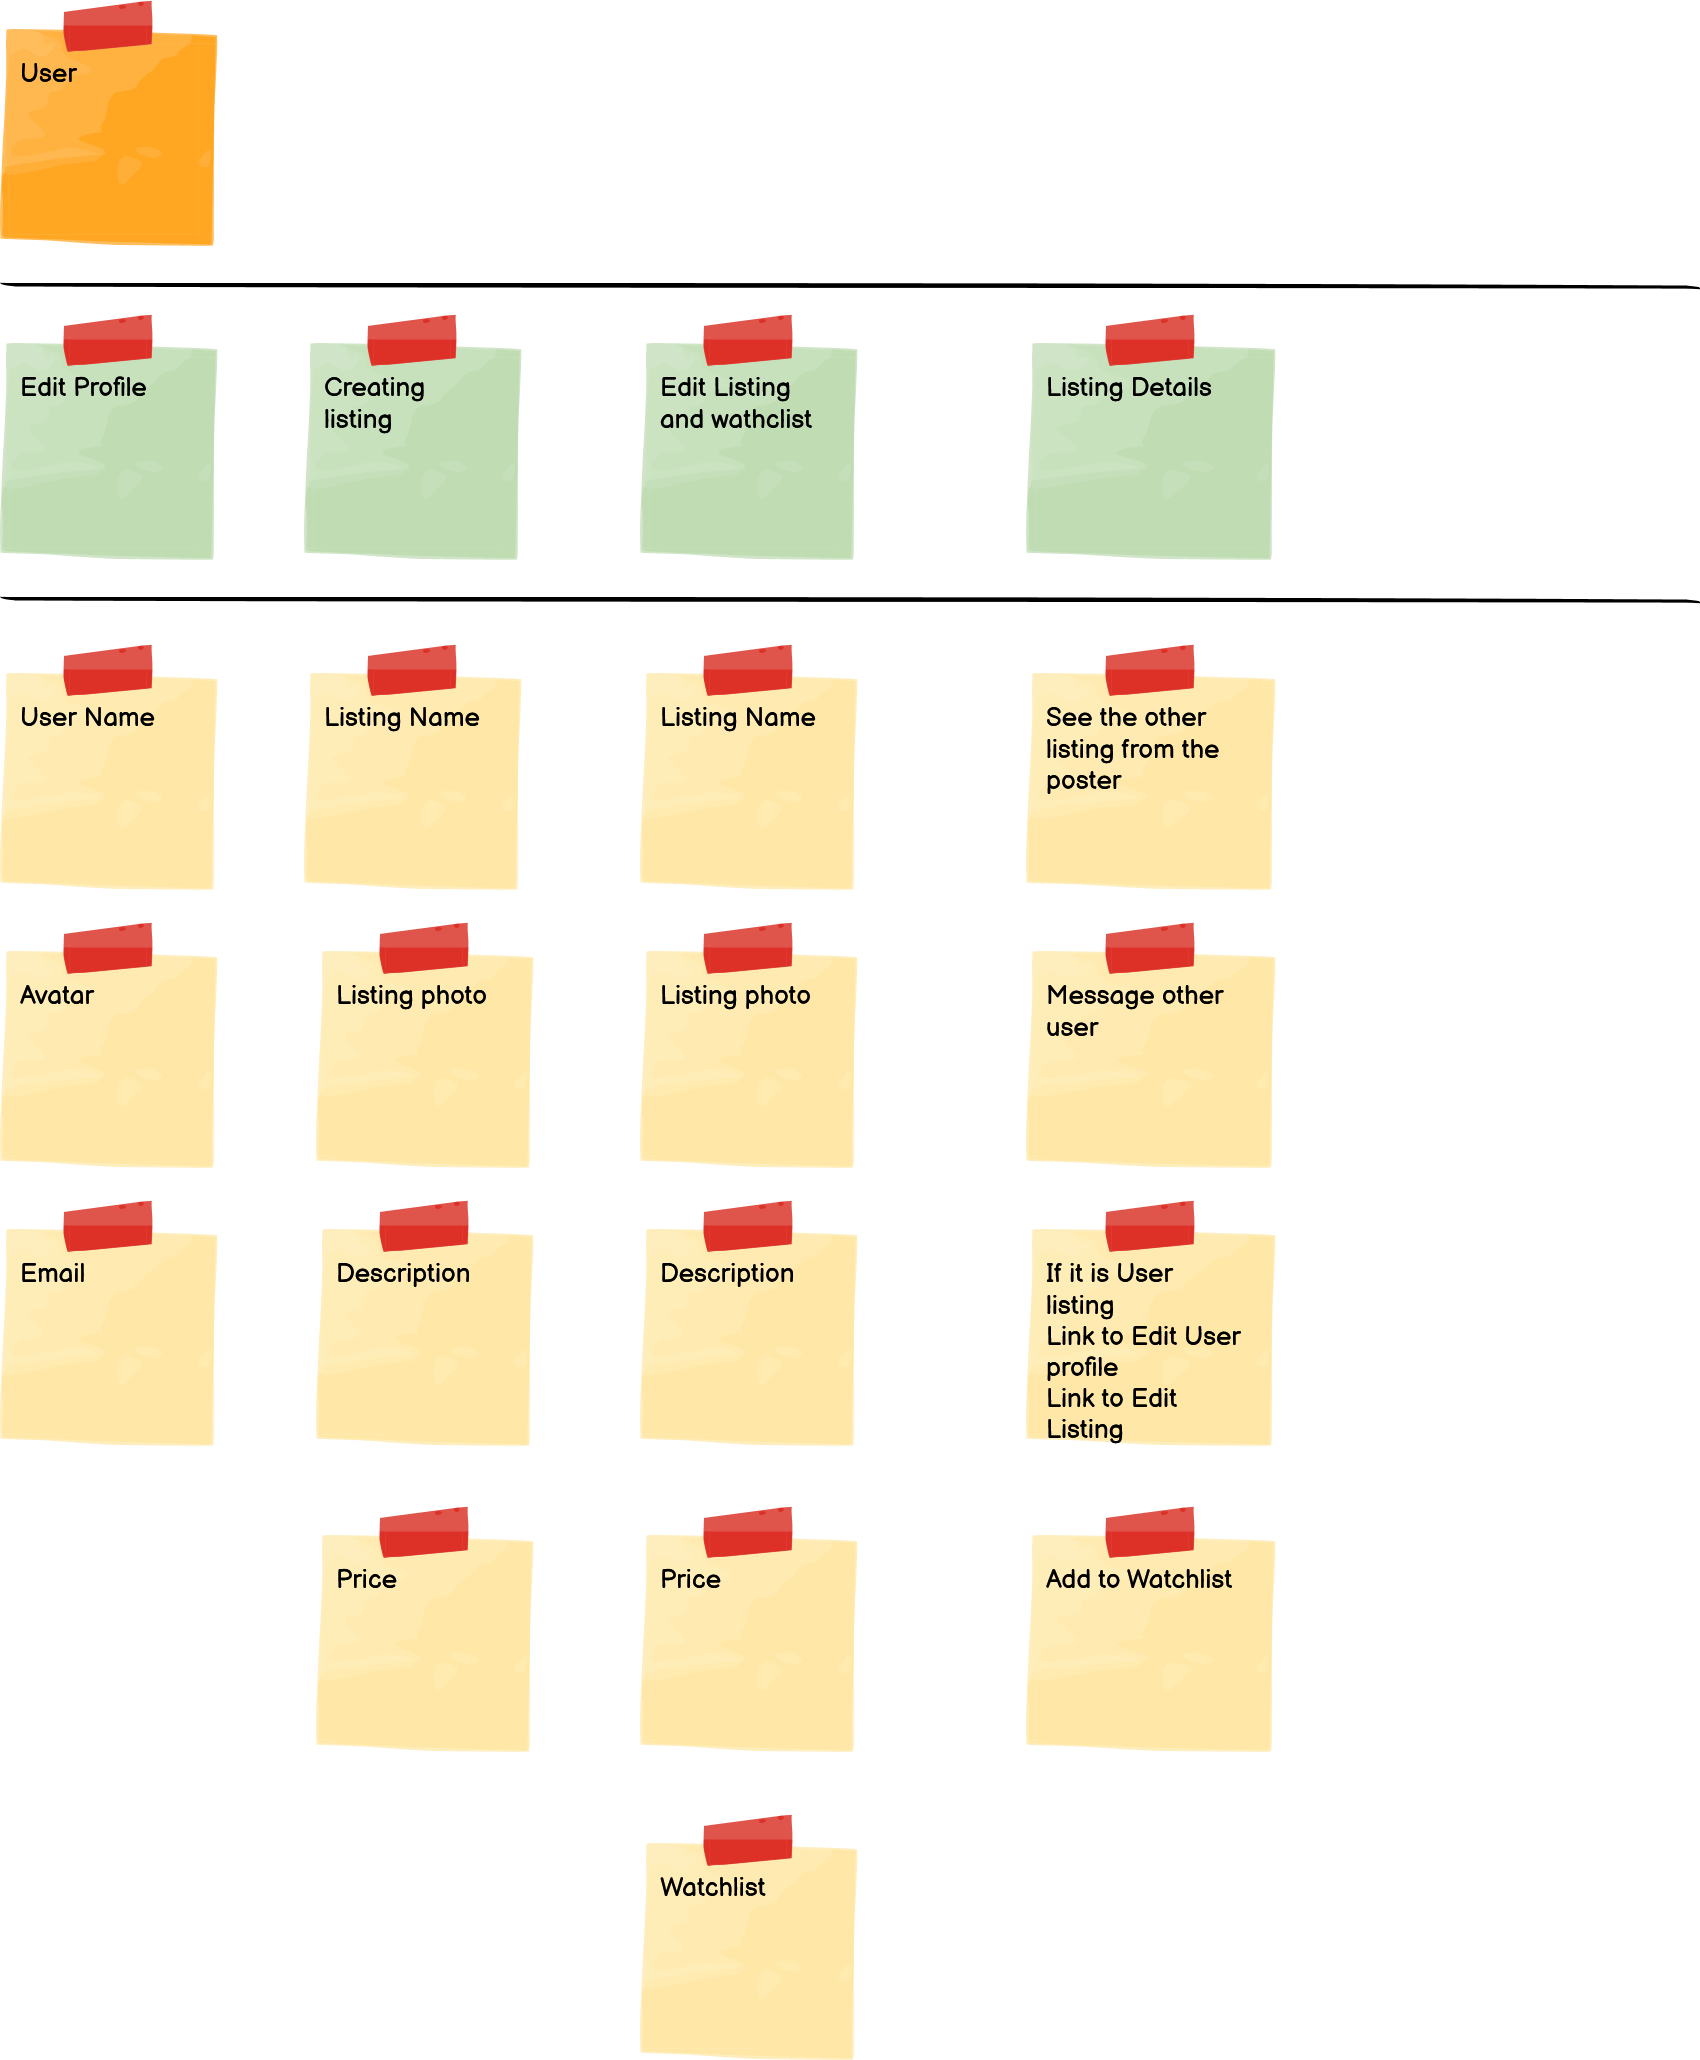 User
Edit Profile
Creating
listing
Edit Listing
and wathclist
Listing Details
User Name
Listing Name
Listing Name
See the other
listing from the
poster
Avatar
Listing photo
Listing photo
Message other
user
Email
Description
Description
If it is User
listing
Link to Edit User
profile
Link to Edit
Listing
Price
Price
Add to Watchlist
Watchlist